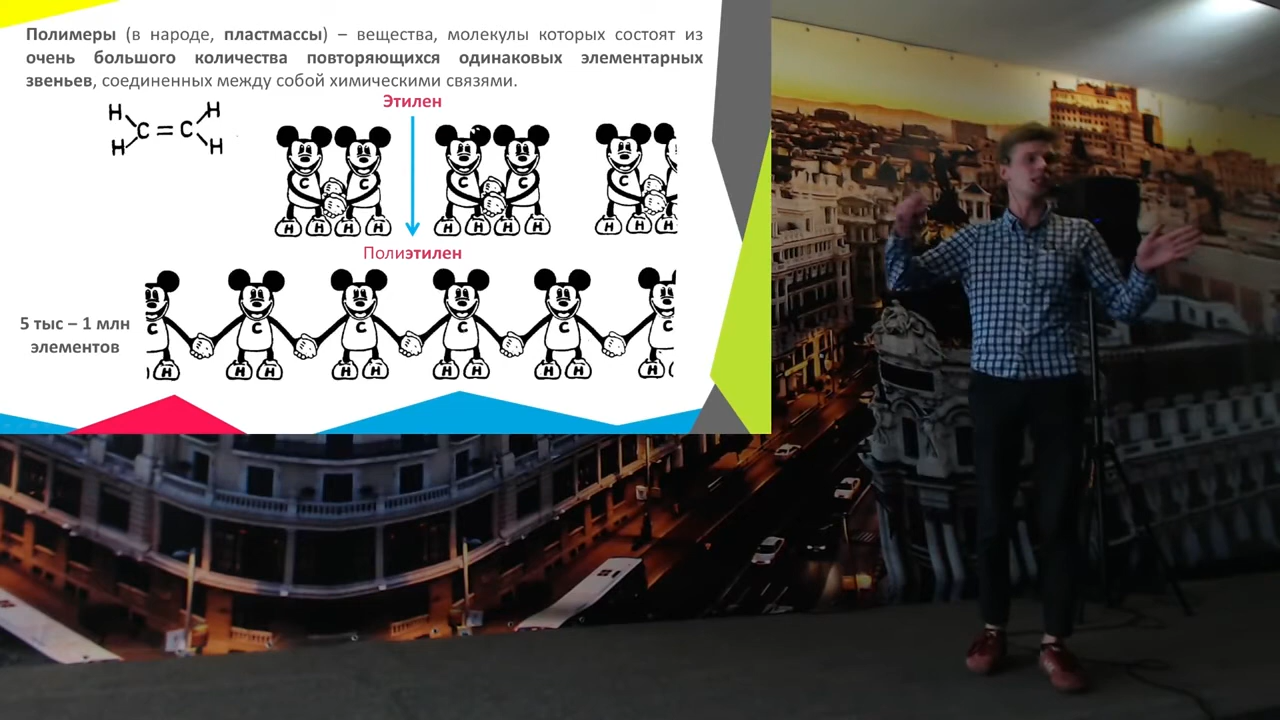 Полимеры (в народе, пластмассы) – вещества, молекулы которых состоят из
очень большого количества повторяющихся одинаковых элементарных
звеньев, соединенных между собой химическими связями.
Этилен
H H
C = C
H H
C C C C C
H H H H H H H H H
Полиэтилен
5 тыс – 1 млн
элементов
C C C C C C
H H H H H H H H H H H